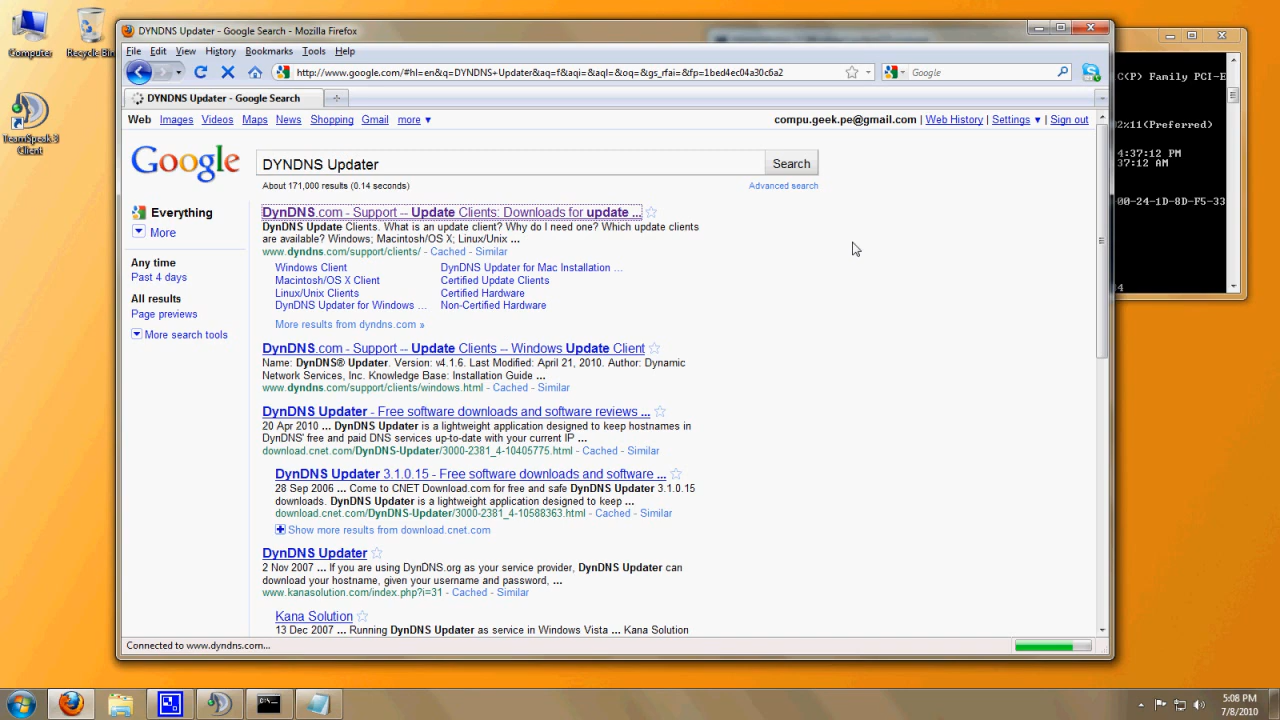 Computer
Recycle Bin
TeamSpeak 3
Client
DYNDNS Updater - Google Search - Mozilla Firefox
File Edit View History Bookmarks Tools Help
http://www.google.com/#hl=en&q=DYNDNS+Updater&aq=f&aqi=&aql=&oq=&gs_rfai=&fp=1bed4ec04a30c6a2
Google
DYNDNS Updater - Google Search
Web Images Videos Maps News Shopping Gmail more ▼
compu.geek.pe@gmail.com | Web History | Settings ▼ | Sign out
Google
DYNDNS Updater
Search
About 171,000 results (0.14 seconds)
Advanced search
Everything
More
Any time
Past 4 days
All results
Page previews
More search tools
DynDNS.com - Support -- Update Clients: Downloads for update ...
DynDNS Update Clients. What is an update client? Why do I need one? Which update clients
are available? Windows; Macintosh/OS X; Linux/Unix ...
www.dyndns.com/support/clients/ - Cached - Similar
Windows Client
DynDNS Updater for Mac Installation ...
Macintosh/OS X Client
Certified Update Clients
Linux/Unix Clients
Certified Hardware
DynDNS Updater for Windows ...
Non-Certified Hardware
More results from dyndns.com »
DynDNS.com - Support -- Update Clients -- Windows Update Client
Name: DynDNS® Updater. Version: v4.1.6. Last Modified: April 21, 2010. Author: Dynamic
Network Services, Inc. Knowledge Base: Installation Guide ...
www.dyndns.com/support/clients/windows.html - Cached - Similar
DynDNS Updater - Free software downloads and software reviews ...
20 Apr 2010 ... DynDNS Updater is a lightweight application designed to keep hostnames in
DynDNS' free and paid DNS services up-to-date with your current IP ...
download.cnet.com/DynDNS-Updater/3000-2381_4-10405775.html - Cached - Similar
DynDNS Updater 3.1.0.15 - Free software downloads and software ...
28 Sep 2006 ... Come to CNET Download.com for free and safe DynDNS Updater 3.1.0.15
downloads. DynDNS Updater is a lightweight application designed to keep ...
download.cnet.com/DynDNS-Updater/3000-2381_4-10588363.html - Cached - Similar
Show more results from download.cnet.com
DynDNS Updater
2 Nov 2007 ... If you are using DynDNS.org as your service provider, DynDNS Updater can
download your hostname, given your username and password, ...
www.kanasolution.com/index.php?i=31 - Cached - Similar
Kana Solution
13 Dec 2007 ... Running DynDNS Updater as service in Windows Vista ... Kana Solution
Connected to www.dyndns.com...
C(P) Family PCI-E
%11(Preferred)
4:37:12 PM
37:12 AM
00-24-1D-8D-F5-33
5:08 PM
7/8/2010